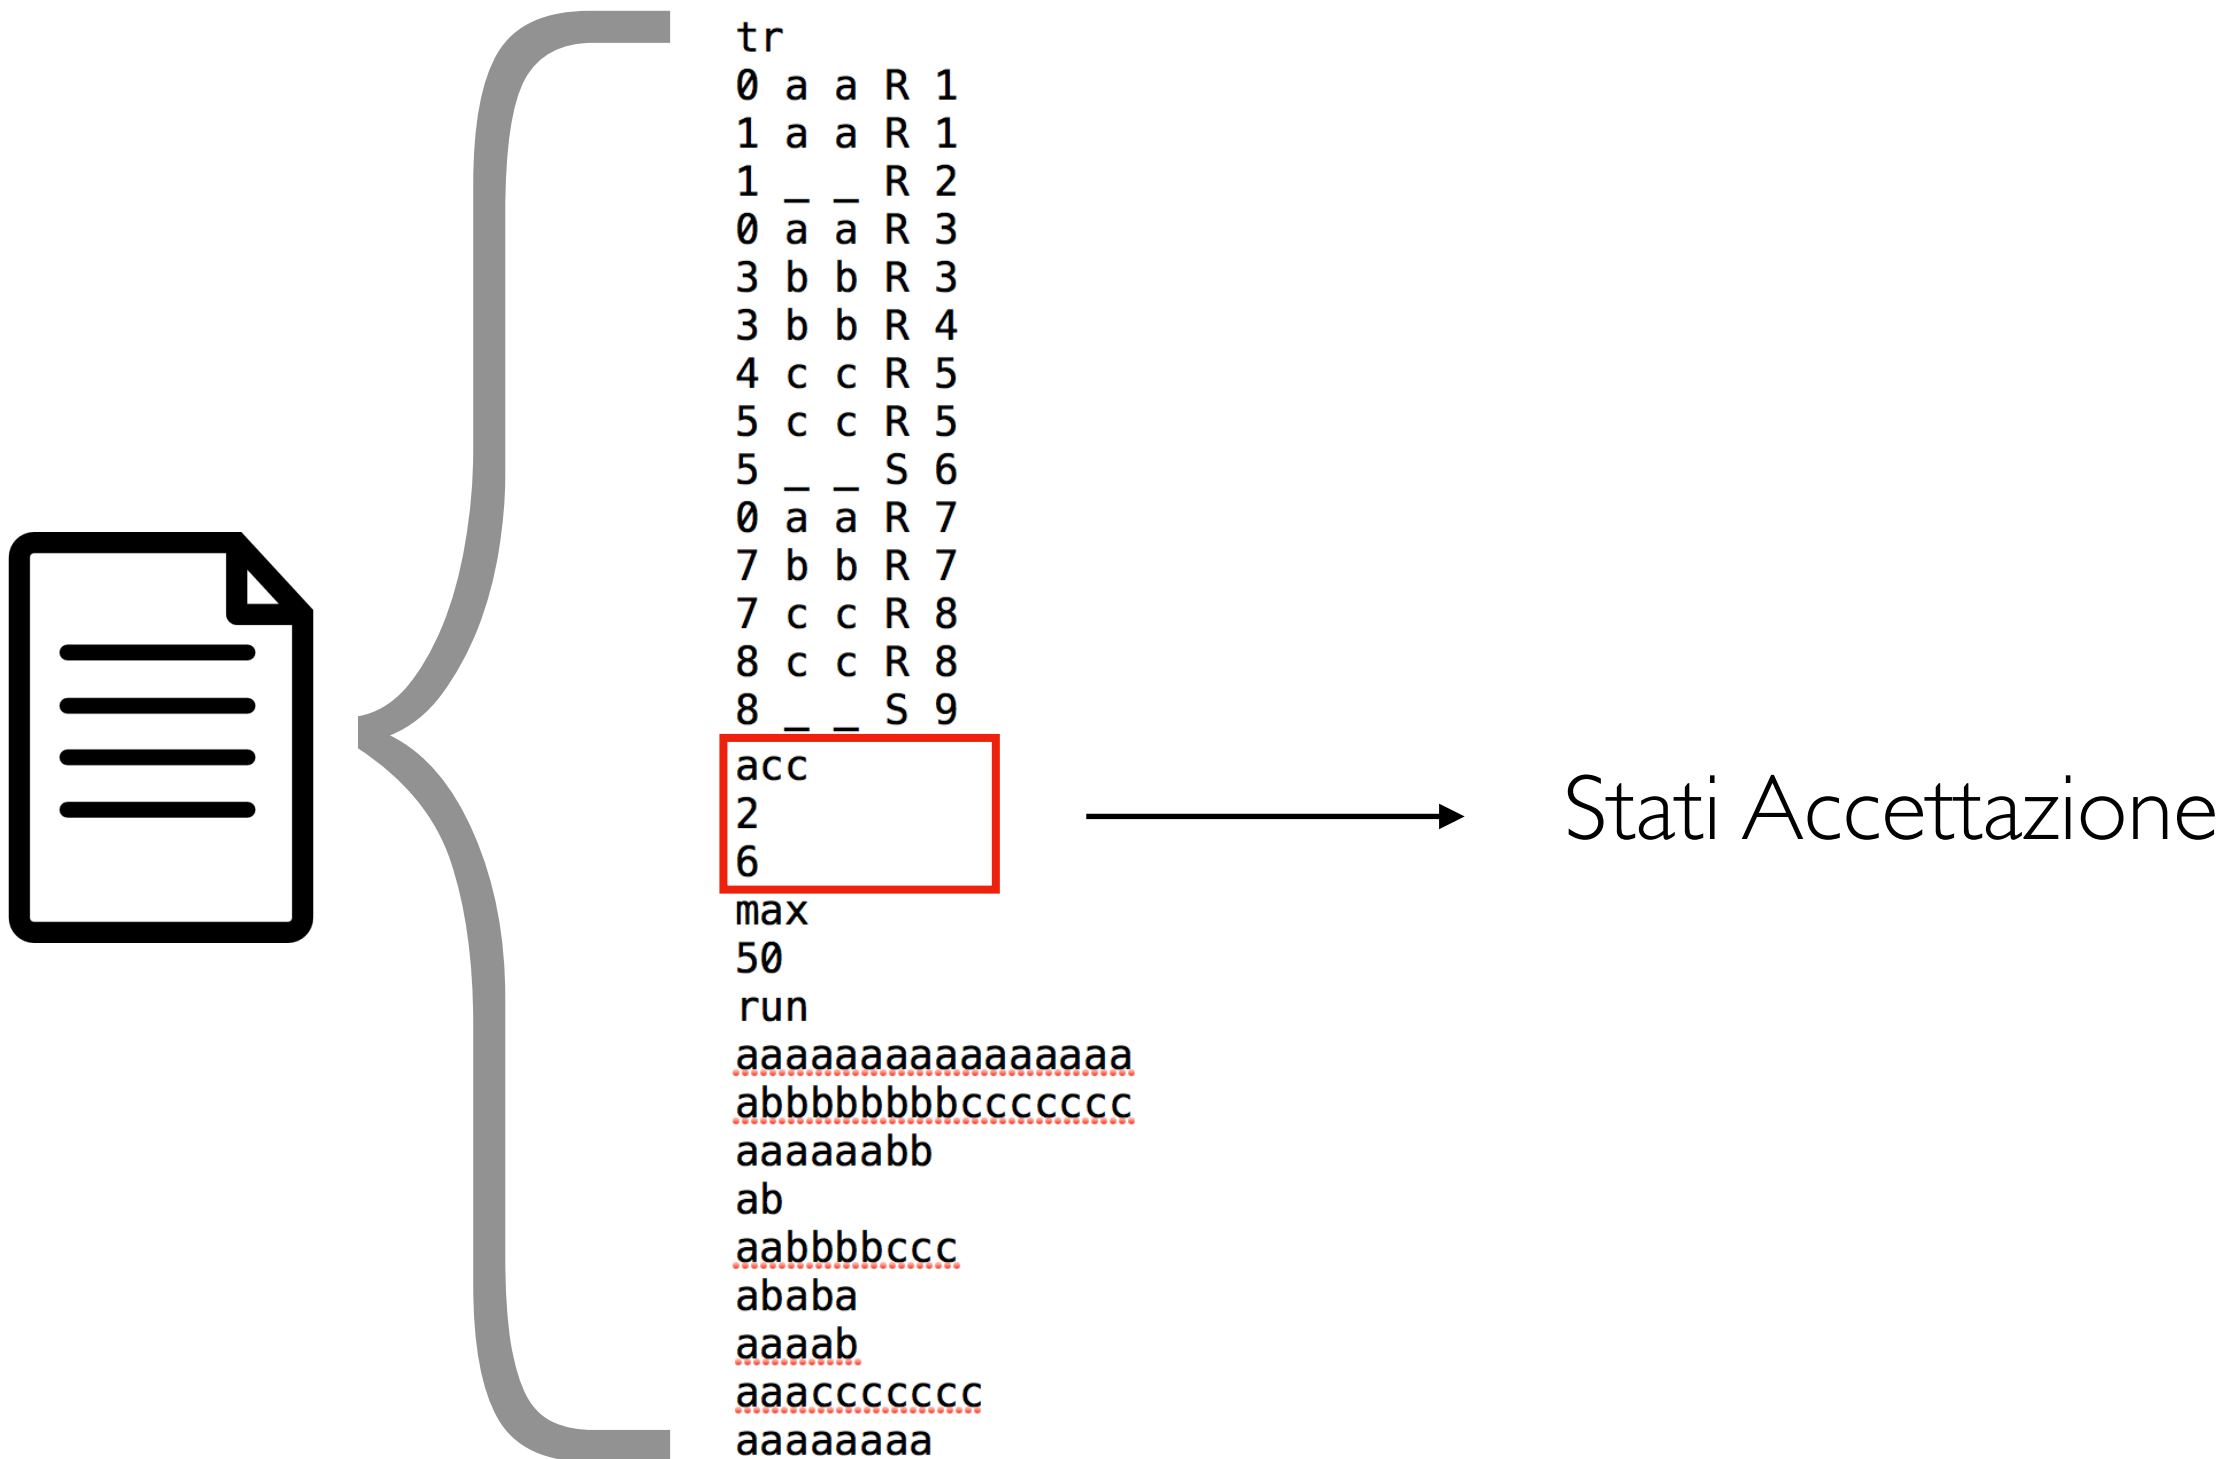 tr
0 a a R 1
1 a a R 1
1 _ _ R 2
0 a a R 3
3 b b R 3
3 b b R 4
4 c c R 5
5 c c R 5
5 _ _ S 6
0 a a R 7
7 b b R 7
7 c c R 8
8 c c R 8
8 _ _ S 9
acc
2
6
Stati Accettazione
max
50
run
aaaaaaaaaaaaaaaa
abbbbbbbbccccccc
aaaaaabb
ab
aabbbbccc
ababa
aaaab
aaaccccccc
aaaaaaaa